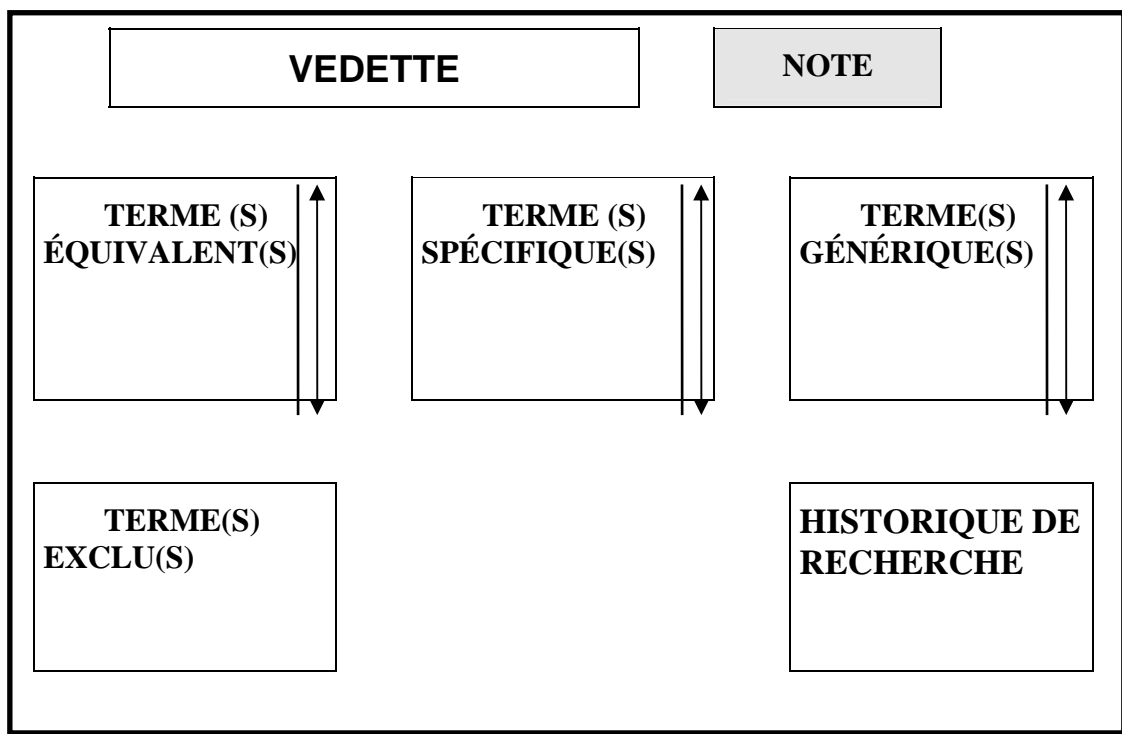 VEDETTE
NOTE
TERME (S)
ÉQUIVALENT(S)
TERME (S)
SPÉCIFIQUE(S)
TERME(S)
GÉNÉRIQUE(S)
TERME(S)
EXCLU(S)
HISTORIQUE DE
RECHERCHE